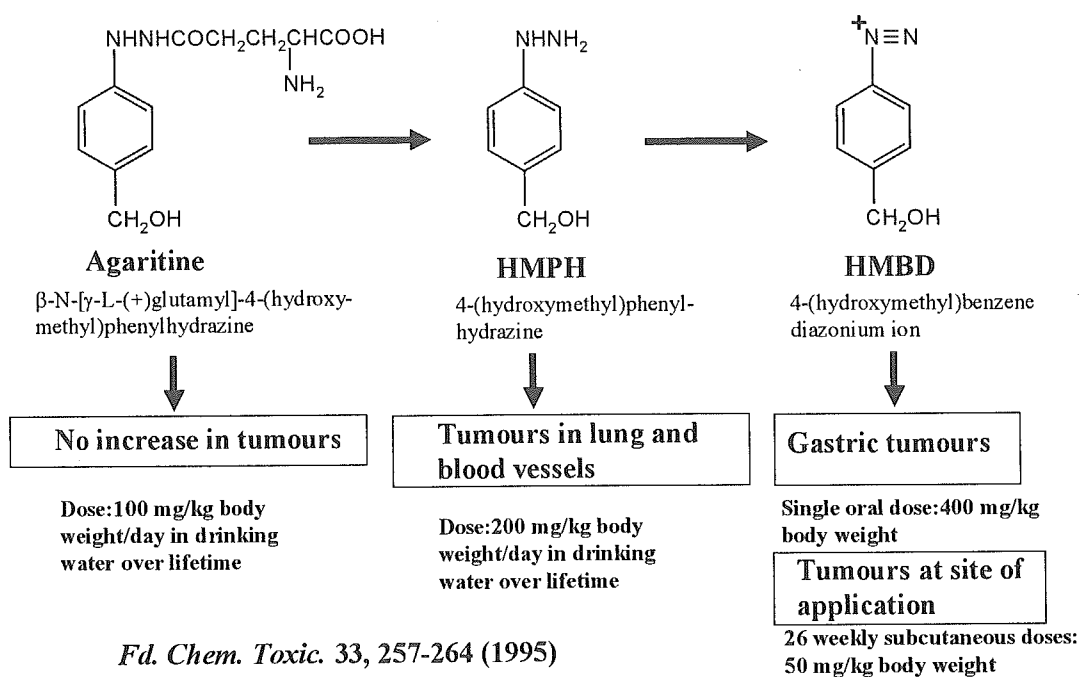 NHNHCOCH₂CH₂CHCOOH
NH₂
CH₂OH
Agaritine
β-N-[γ-L-(+)glutamyl]-4-(hydroxy-
methyl)phenylhydrazine
No increase in tumours
Dose:100 mg/kg body
weight/day in drinking
water over lifetime
NHNH₂
CH₂OH
HMPH
4-(hydroxymethyl)phenyl-
hydrazine
Tumours in lung and
blood vessels
Dose:200 mg/kg body
weight/day in drinking
water over lifetime
+
N≡N
CH₂OH
HMBD
4-(hydroxymethyl)benzene
diazonium ion
Gastric tumours
Single oral dose:400 mg/kg
body weight
Tumours at site of
application
26 weekly subcutaneous doses:
50 mg/kg body weight
Fd. Chem. Toxic. 33, 257-264 (1995)